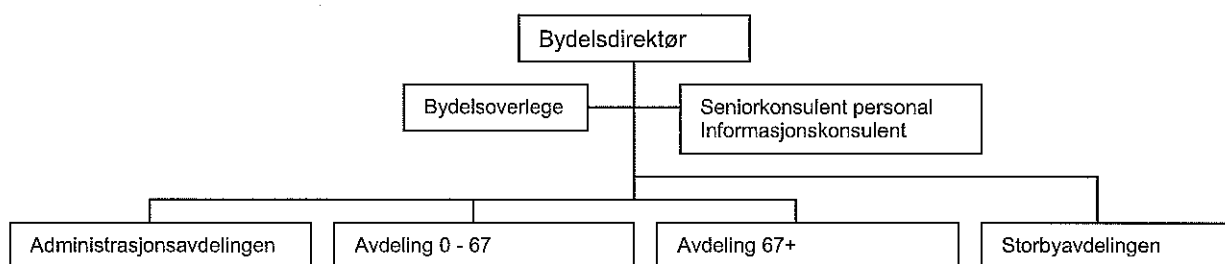 Bydelsdirektør
Bydelsoverlege
Seniorkonsulent personal
Informasjonskonsulent
Administrasjonsavdelingen
Avdeling 0 - 67
Avdeling 67+
Storbyavdelingen